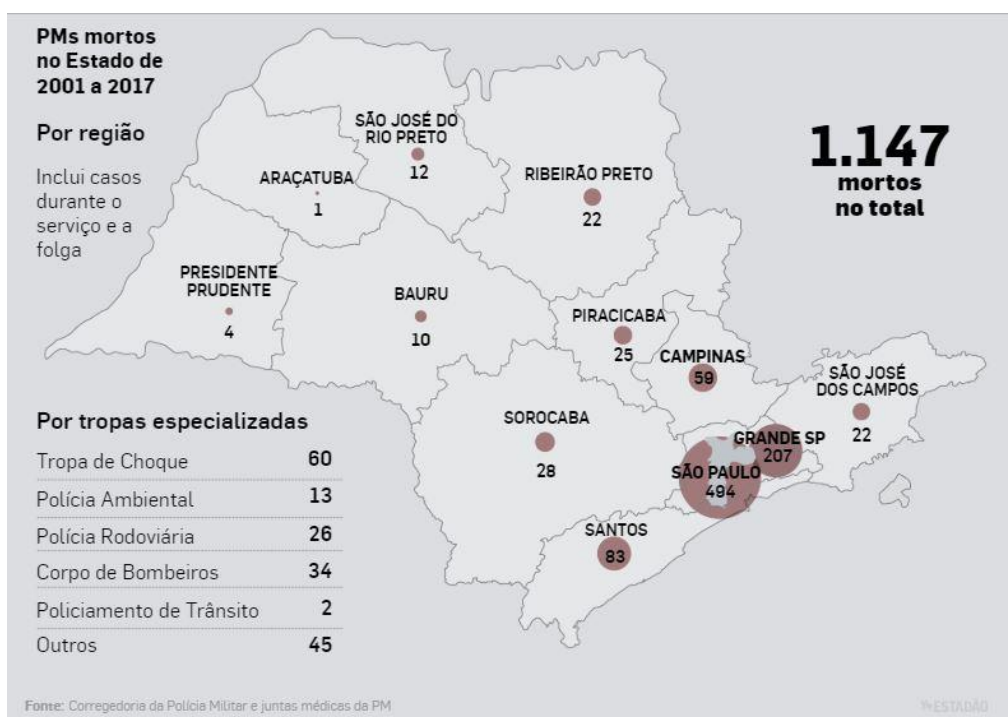 PMs mortos
no Estado de
2001 a 2017
Por região
Inclui casos
durante o
serviço e a
folga
1.147
mortos
no total
SÃO JOSÉ DO
RIO PRETO
12
ARAÇATUBA
1
RIBEIRÃO PRETO
22
PRESIDENTE
PRUDENTE
4
BAURU
10
PIRACICABA
25
CAMPINAS
59
SÃO JOSÉ
DOS CAMPOS
22
SOROCABA
28
GRANDE SP
207
SÃO PAULO
494
SANTOS
83
Por tropas especializadas
Tropa de Choque 60
Polícia Ambiental 13
Polícia Rodoviária 26
Corpo de Bombeiros 34
Policiamento de Trânsito 2
Outros 45
Fonte: Corregedoria da Polícia Militar e juntas médicas da PM
ESTADÃO